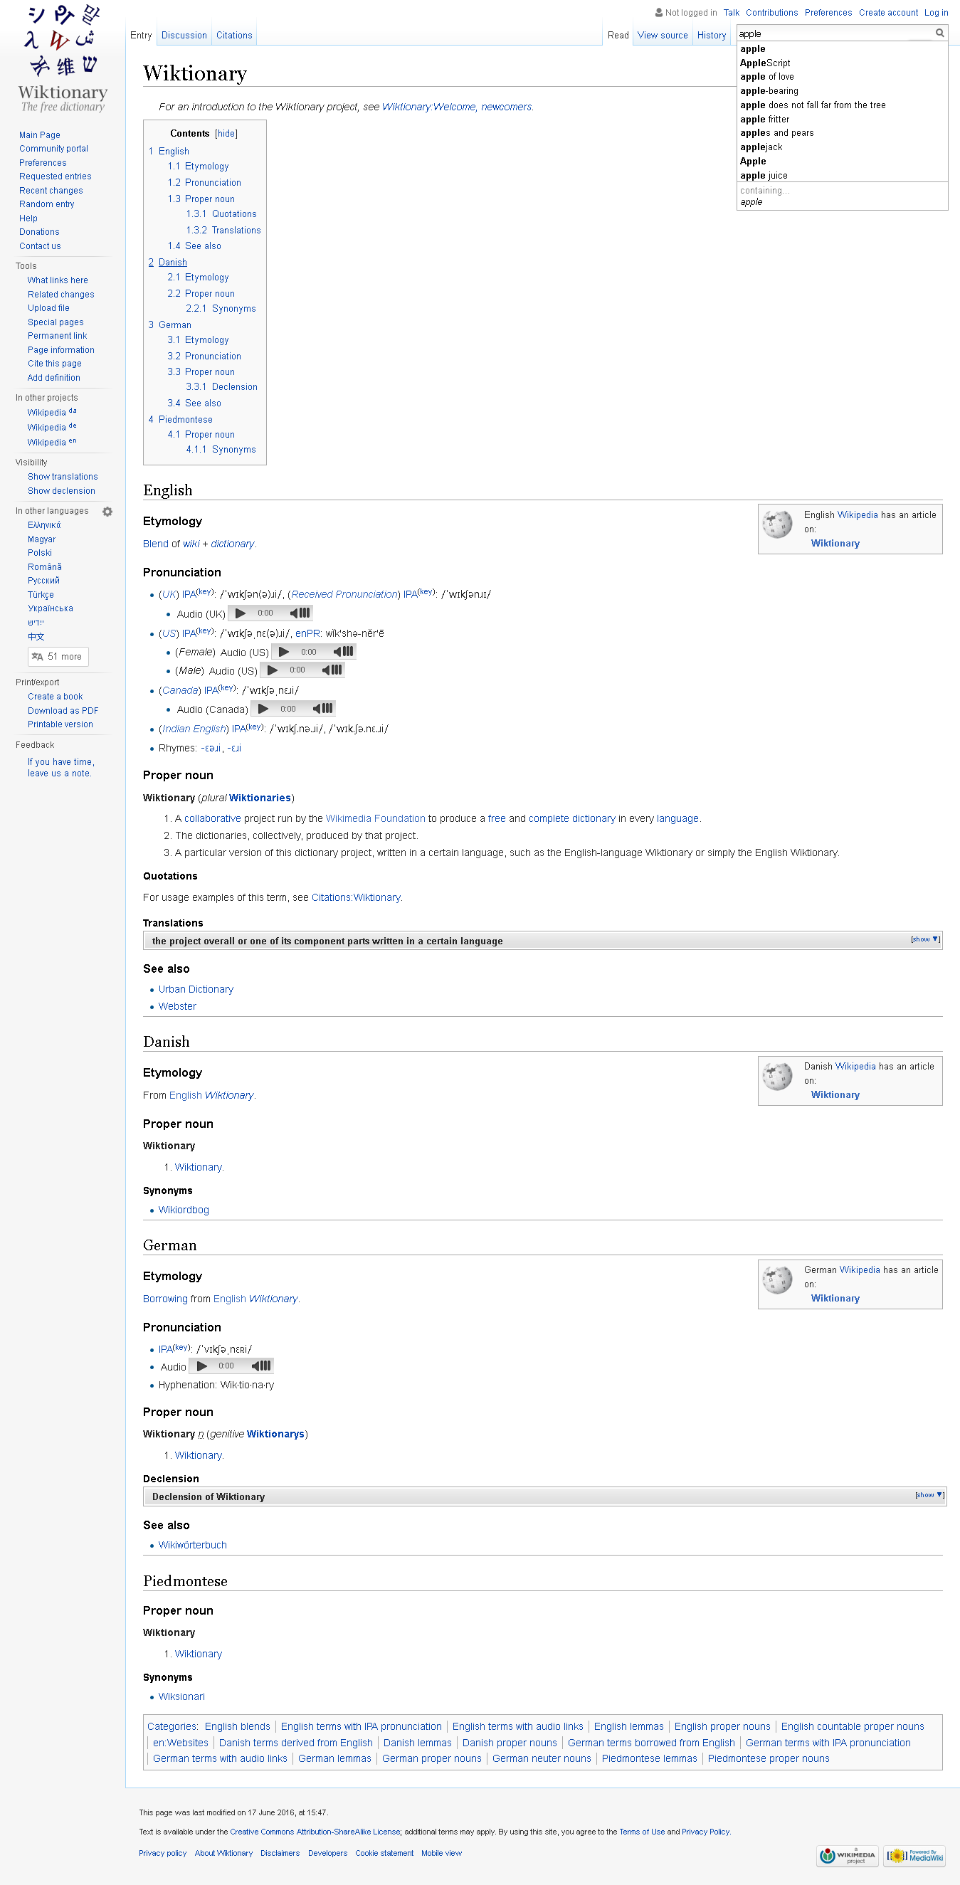 Not logged in Talk Contributions Preferences Create account Log in
Entry Discussion Citations Read View source History
apple
apple
AppleScript
apple of love
apple-bearing
apple does not fall far from the tree
apple fritter
apples and pears
applejack
Apple
apple juice
containing...
apple
Wiktionary
The free dictionary
Main Page
Community portal
Preferences
Requested entries
Recent changes
Random entry
Help
Donations
Contact us
Tools
What links here
Related changes
Upload file
Special pages
Permanent link
Page information
Cite this page
Add definition
In other projects
Wikipedia da
Wikipedia de
Wikipedia en
Visibility
Show translations
Show declension
In other languages
Ελληνικά
Magyar
Polski
Română
Русский
Türkçe
Українська
ייִדיש
中文
51 more
Print/export
Create a book
Download as PDF
Printable version
Feedback
If you have time,
leave us a note.
Wiktionary
For an introduction to the Wiktionary project, see Wiktionary:Welcome, newcomers.
Contents [hide]
1 English
1.1 Etymology
1.2 Pronunciation
1.3 Proper noun
1.3.1 Quotations
1.3.2 Translations
1.4 See also
2 Danish
2.1 Etymology
2.2 Proper noun
2.2.1 Synonyms
3 German
3.1 Etymology
3.2 Pronunciation
3.3 Proper noun
3.3.1 Declension
3.4 See also
4 Piedmontese
4.1 Proper noun
4.1.1 Synonyms
English
English Wikipedia has an article
on:
Wiktionary
Etymology
Blend of wiki + dictionary.
Pronunciation
(UK) IPA(key): /ˈwɪkʃən(ə)ɹi/, (Received Pronunciation) IPA(key): /ˈwɪkʃənɹɪ/
Audio (UK) 0:00
(US) IPA(key): /ˈwɪkʃəˌnɛ(ə)ɹi/, enPR: wĭk'shə-nĕr'ē
(Female) Audio (US) 0:00
(Male) Audio (US) 0:00
(Canada) IPA(key): /ˈwɪkʃəˌnɛɹi/
Audio (Canada) 0:00
(Indian English) IPA(key): /ˈwɪkʃ.nəɹi/, /ˈwɪk.ʃə.nɛ.ɹi/
Rhymes: -ɛəɹi, -ɛɹi
Proper noun
Wiktionary (plural Wiktionaries)
1. A collaborative project run by the Wikimedia Foundation to produce a free and complete dictionary in every language.
2. The dictionaries, collectively, produced by that project.
3. A particular version of this dictionary project, written in a certain language, such as the English-language Wiktionary or simply the English Wiktionary.
Quotations
For usage examples of this term, see Citations:Wiktionary.
Translations
the project overall or one of its component parts written in a certain language [show ▼]
See also
Urban Dictionary
Webster
Danish
Danish Wikipedia has an article
on:
Wiktionary
Etymology
From English Wiktionary.
Proper noun
Wiktionary
1. Wiktionary.
Synonyms
Wikiordbog
German
German Wikipedia has an article
on:
Wiktionary
Etymology
Borrowing from English Wiktionary.
Pronunciation
IPA(key): /ˈvɪkʃəˌnɛʀi/
Audio 0:00
Hyphenation: Wik·tio·na·ry
Proper noun
Wiktionary n (genitive Wiktionarys)
1. Wiktionary.
Declension
Declension of Wiktionary [show ▼]
See also
Wikiwörterbuch
Piedmontese
Proper noun
Wiktionary
1. Wiktionary
Synonyms
Wiksionari
Categories: English blends | English terms with IPA pronunciation | English terms with audio links | English lemmas | English proper nouns | English countable proper nouns
| en:Websites | Danish terms derived from English | Danish lemmas | Danish proper nouns | German terms borrowed from English | German terms with IPA pronunciation
| German terms with audio links | German lemmas | German proper nouns | German neuter nouns | Piedmontese lemmas | Piedmontese proper nouns
This page was last modified on 17 June 2016, at 15:47.
Text is available under the Creative Commons Attribution-ShareAlike License; additional terms may apply. By using this site, you agree to the Terms of Use and Privacy Policy.
Privacy policy About Wiktionary Disclaimers Developers Cookie statement Mobile view
A WIKIMEDIA project
Powered By MediaWiki